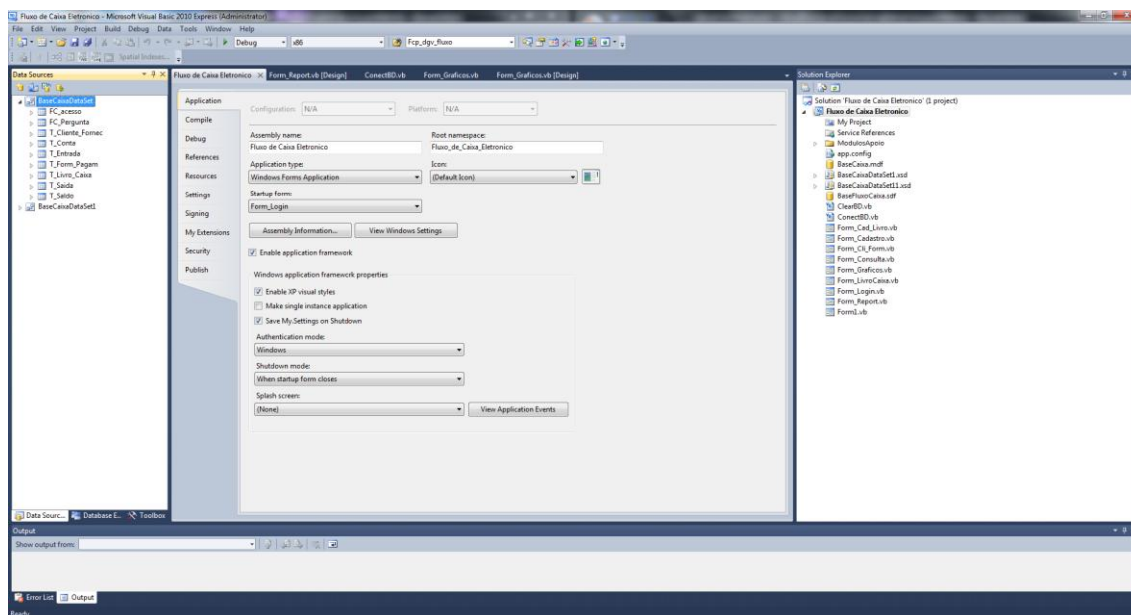 Fluxo de Caixa Eletronico - Microsoft Visual Basic 2010 Express (Administrator)
File Edit View Project Build Debug Data Tools Window Help
Debug x86 Fcp_dgv_fluxo
Spatial Indexes...
Data Sources
BaseCaixaDataSet
FC_acesso
FC_Pergunta
T_Cliente_Fornec
T_Conta
T_Entrada
T_Form_Pagam
T_Livro_Caixa
T_Saida
T_Saldo
BaseCaixaDataSet1
Data Sourc... Database E... Toolbox
Fluxo de Caixa Eletronico Form_Report.vb [Design] ConectBD.vb Form_Graficos.vb Form_Graficos.vb [Design]
Application
Compile
Debug
References
Resources
Settings
Signing
My Extensions
Security
Publish
Configuration: N/A Platform: N/A
Assembly name: Root namespace:
Fluxo de Caixa Eletronico Fluxo_de_Caixa_Eletronico
Application type: Icon:
Windows Forms Application (Default Icon)
Startup form:
Form_Login
Assembly Information... View Windows Settings
Enable application framework
Windows application framework properties
Enable XP visual styles
Make single instance application
Save My.Settings on Shutdown
Authentication mode:
Windows
Shutdown mode:
When startup form closes
Splash screen:
(None) View Application Events
Solution Explorer
Solution 'Fluxo de Caixa Eletronico' (1 project)
Fluxo de Caixa Eletronico
My Project
Service References
ModulosApoio
app.config
BaseCaixa.mdf
BaseCaixaDataSet1.xsd
BaseCaixaDataSet11.xsd
BaseFluxoCaixa.sdf
ClearBD.vb
ConectBD.vb
Form_Cad_Livro.vb
Form_Cadastro.vb
Form_Cli_Form.vb
Form_Consulta.vb
Form_Graficos.vb
Form_LivroCaixa.vb
Form_Login.vb
Form_Report.vb
Form1.vb
Output
Show output from:
Error List Output
Ready